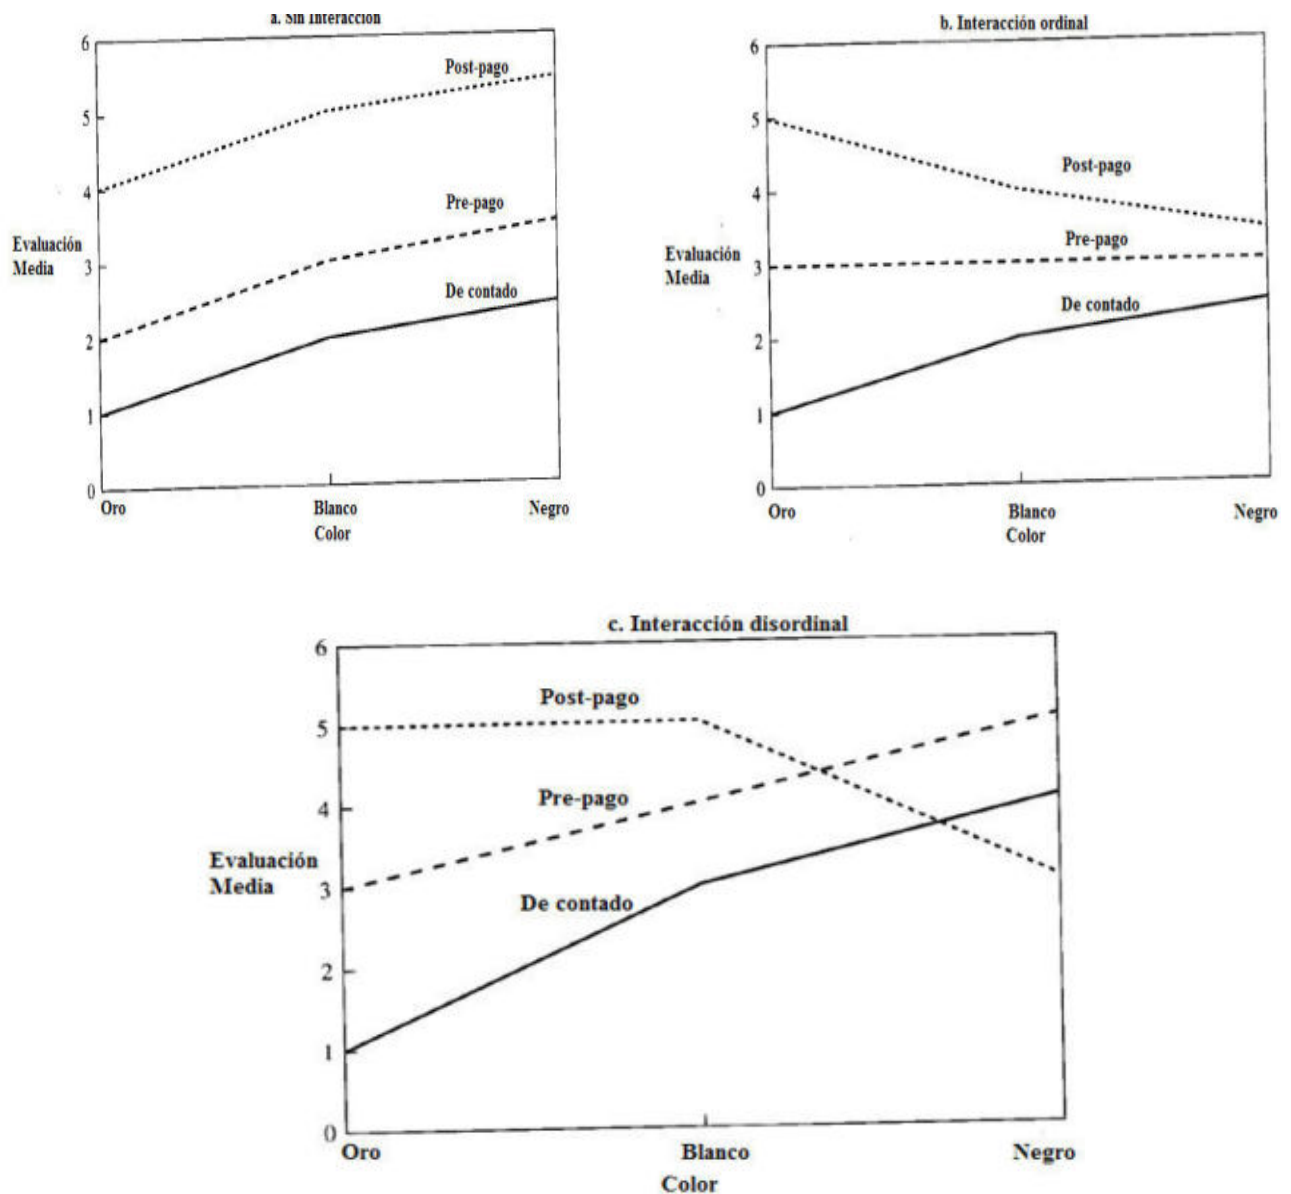 a. Sin Interacción
6
5
4
3
2
1
0
Evaluación
Media
Post-pago
Pre-pago
De contado
Oro
Blanco
Negro
Color
b. Interacción ordinal
6
5
4
3
2
1
0
Evaluación
Media
Post-pago
Pre-pago
De contado
Oro
Blanco
Negro
Color
c. Interacción disordinal
6
5
4
3
2
1
0
Evaluación
Media
Post-pago
Pre-pago
De contado
Oro
Blanco
Negro
Color